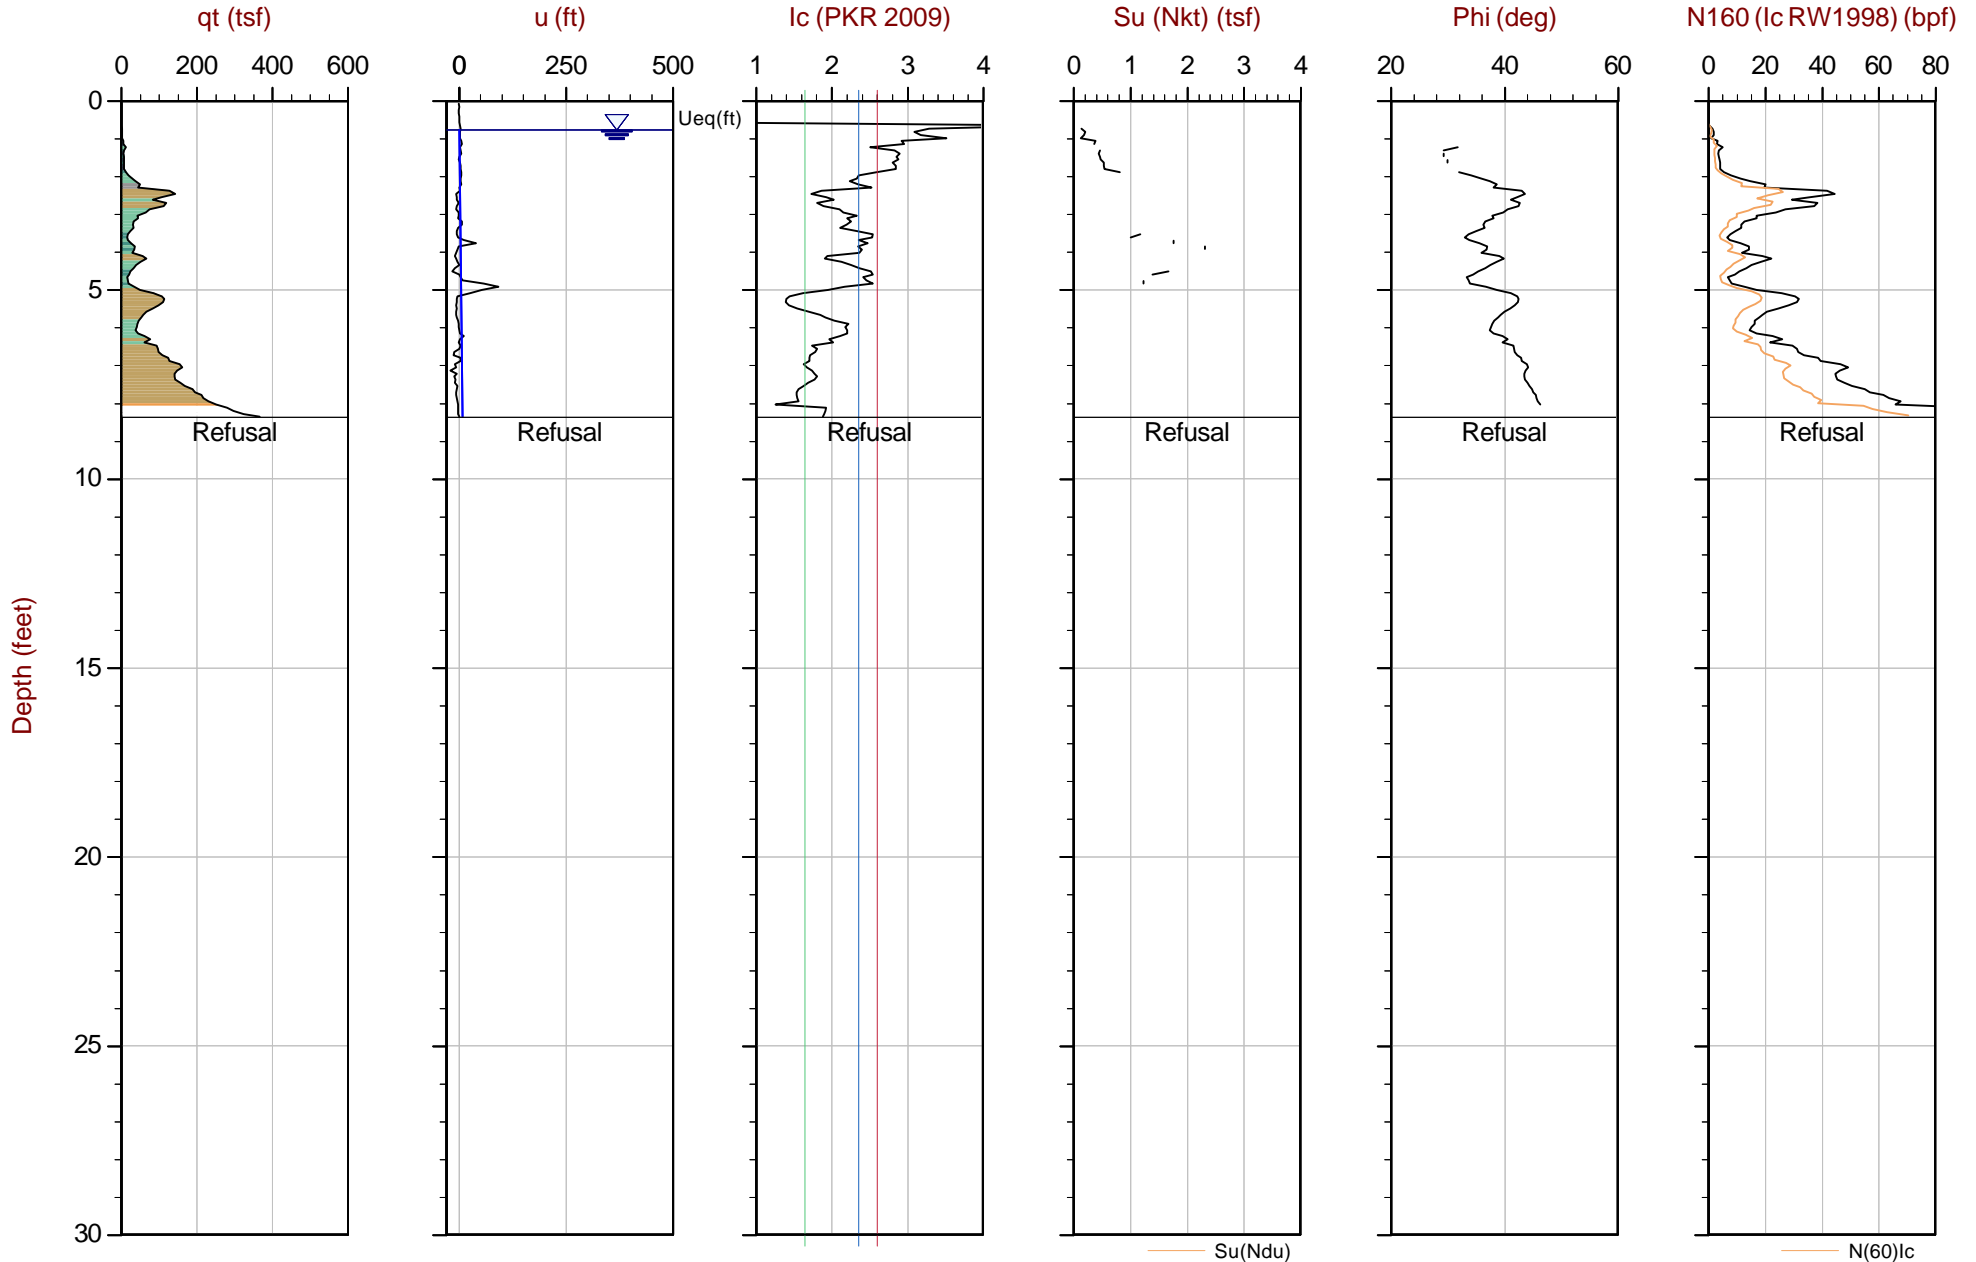 qt (tsf) u (ft) Ic (PKR 2009) Su (Nkt) (tsf) Phi (deg) N160 (Ic RW1998) (bpf)
0 200 400 600 0 250 500 1 2 3 4 0 1 2 3 4 20 40 60 0 20 40 60 80
0
Ueq(ft)
5
Refusal Refusal Refusal Refusal Refusal Refusal
10
15
Depth (feet)
20
25
30
Su(Ndu) N(60)Ic